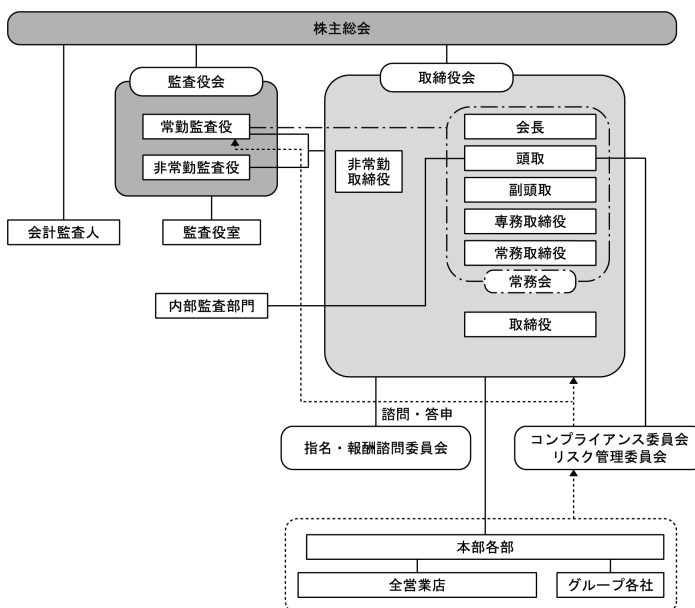 株主総会
監査役会
取締役会
常勤監査役
会長
非常勤監査役
非常勤
取締役
頭取
副頭取
専務取締役
会計監査人
監査役室
常務取締役
常務会
内部監査部門
取締役
諮問・答申
指名・報酬諮問委員会
コンプライアンス委員会
リスク管理委員会
本部各部
全営業店
グループ各社